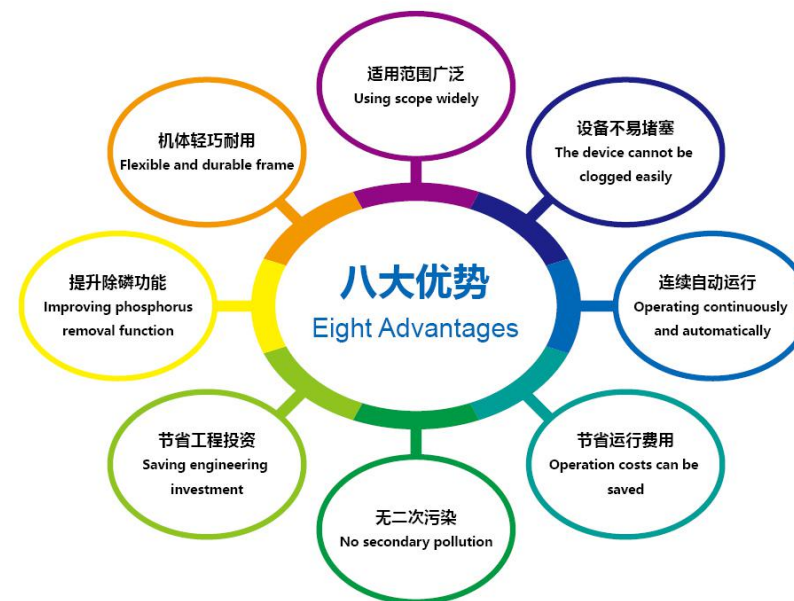 八大优势
Eight Advantages
适用范围广泛
Using scope widely
设备不易堵塞
The device cannot be
clogged easily
连续自动运行
Operating continuously
and automatically
节省运行费用
Operation costs can be
saved
无二次污染
No secondary pollution
节省工程投资
Saving engineering
investment
提升除磷功能
Improving phosphorus
removal function
机体轻巧耐用
Flexible and durable frame